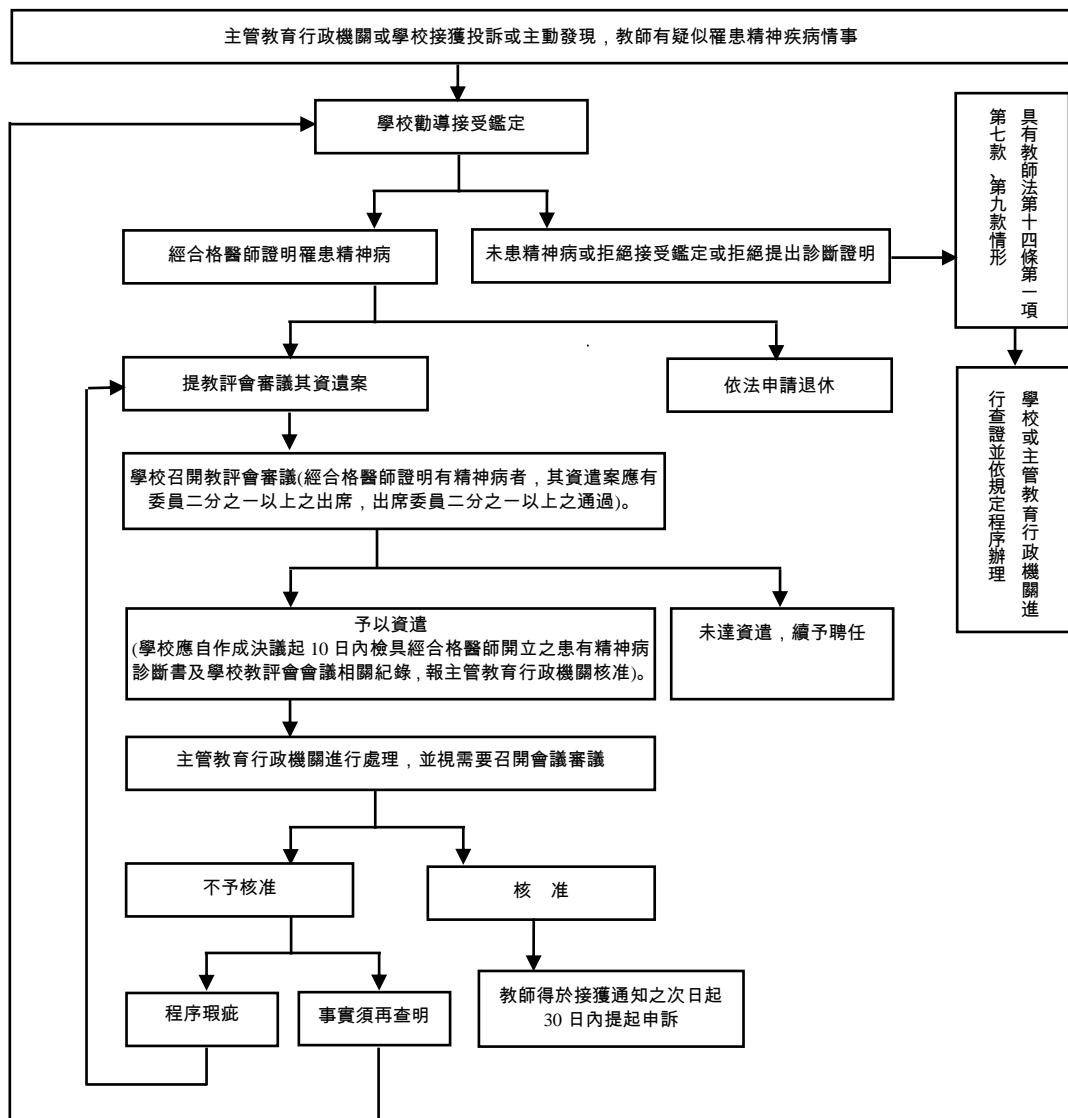 主管教育行政機關或學校接獲投訴或主動發現，教師有疑似罹患精神疾病情事
學校勸導接受鑑定
具有教師法第十四條第一項
第七款、第九款情形
經合格醫師證明罹患精神病
未患精神病或拒絕接受鑑定或拒絕提出診斷證明
提教評會審議其資遣案
依法申請退休
學校或主管教育行政機關進
行查證並依規定程序辦理
學校召開教評會審議(經合格醫師證明有精神病者，其資遣案應有
委員二分之一以上之出席，出席委員二分之一以上之通過)。
予以資遣
(學校應自作成決議起 10 日內檢具經合格醫師開立之患有精神病
診斷書及學校教評會會議相關紀錄，報主管教育行政機關核准)。
未達資遣，續予聘任
主管教育行政機關進行處理，並視需要召開會議審議
不予核准
核　准
程序瑕疵
事實須再查明
教師得於接獲通知之次日起
30 日內提起申訴